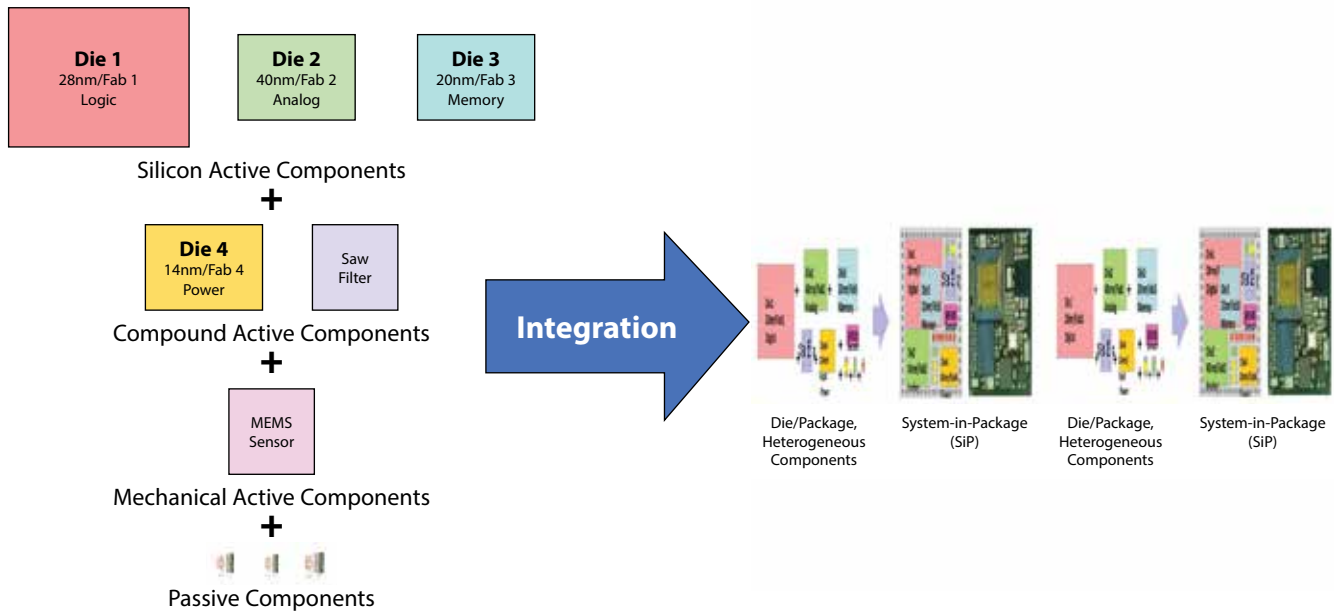 Die 1
28nm/Fab 1
Logic
Die 2
40nm/Fab 2
Analog
Die 3
20nm/Fab 3
Memory
Silicon Active Components
+
Die 4
14nm/Fab 4
Power
Saw
Filter
Compound Active Components
+
MEMS
Sensor
Mechanical Active Components
+
Passive Components
Integration
Die/Package,
Heterogeneous
Components
System-in-Package
(SiP)
Die/Package,
Heterogeneous
Components
System-in-Package
(SiP)